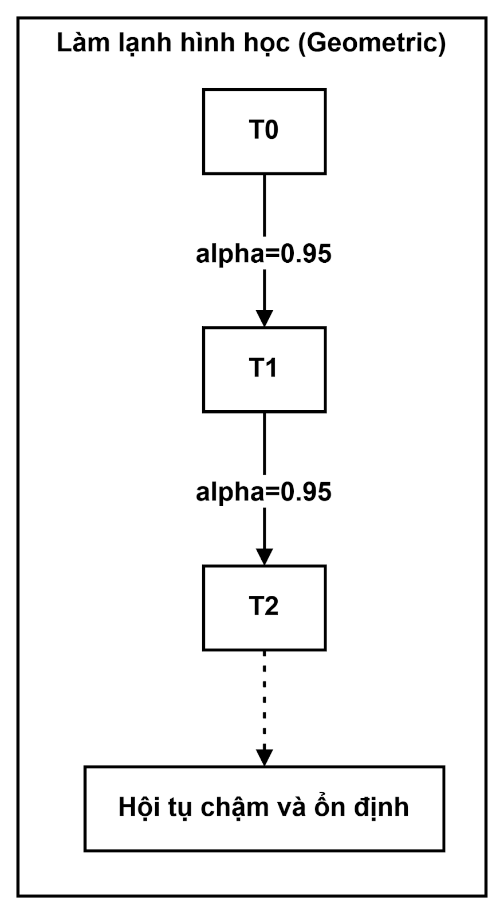 Làm lạnh hình học (Geometric)
T0
alpha=0.95
T1
alpha=0.95
T2
Hội tụ chậm và ổn định